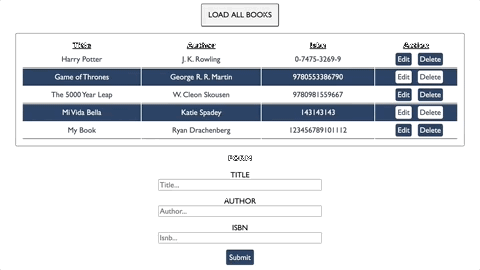 LOAD ALL BOOKS
Title Author Isbn Action
Harry Potter J. K. Rowling 0-7475-3269-9 Edit Delete
Game of Thrones George R. R. Martin 9780553386790 Edit Delete
The 5000 Year Leap W. Cleon Skousen 9780981559667 Edit Delete
Mi Vida Bella Katie Spadey 143143143 Edit Delete
My Book Ryan Drachenberg 123456789101112 Edit Delete
FORM
TITLE
Title...
AUTHOR
Author...
ISBN
Isnb...
Submit